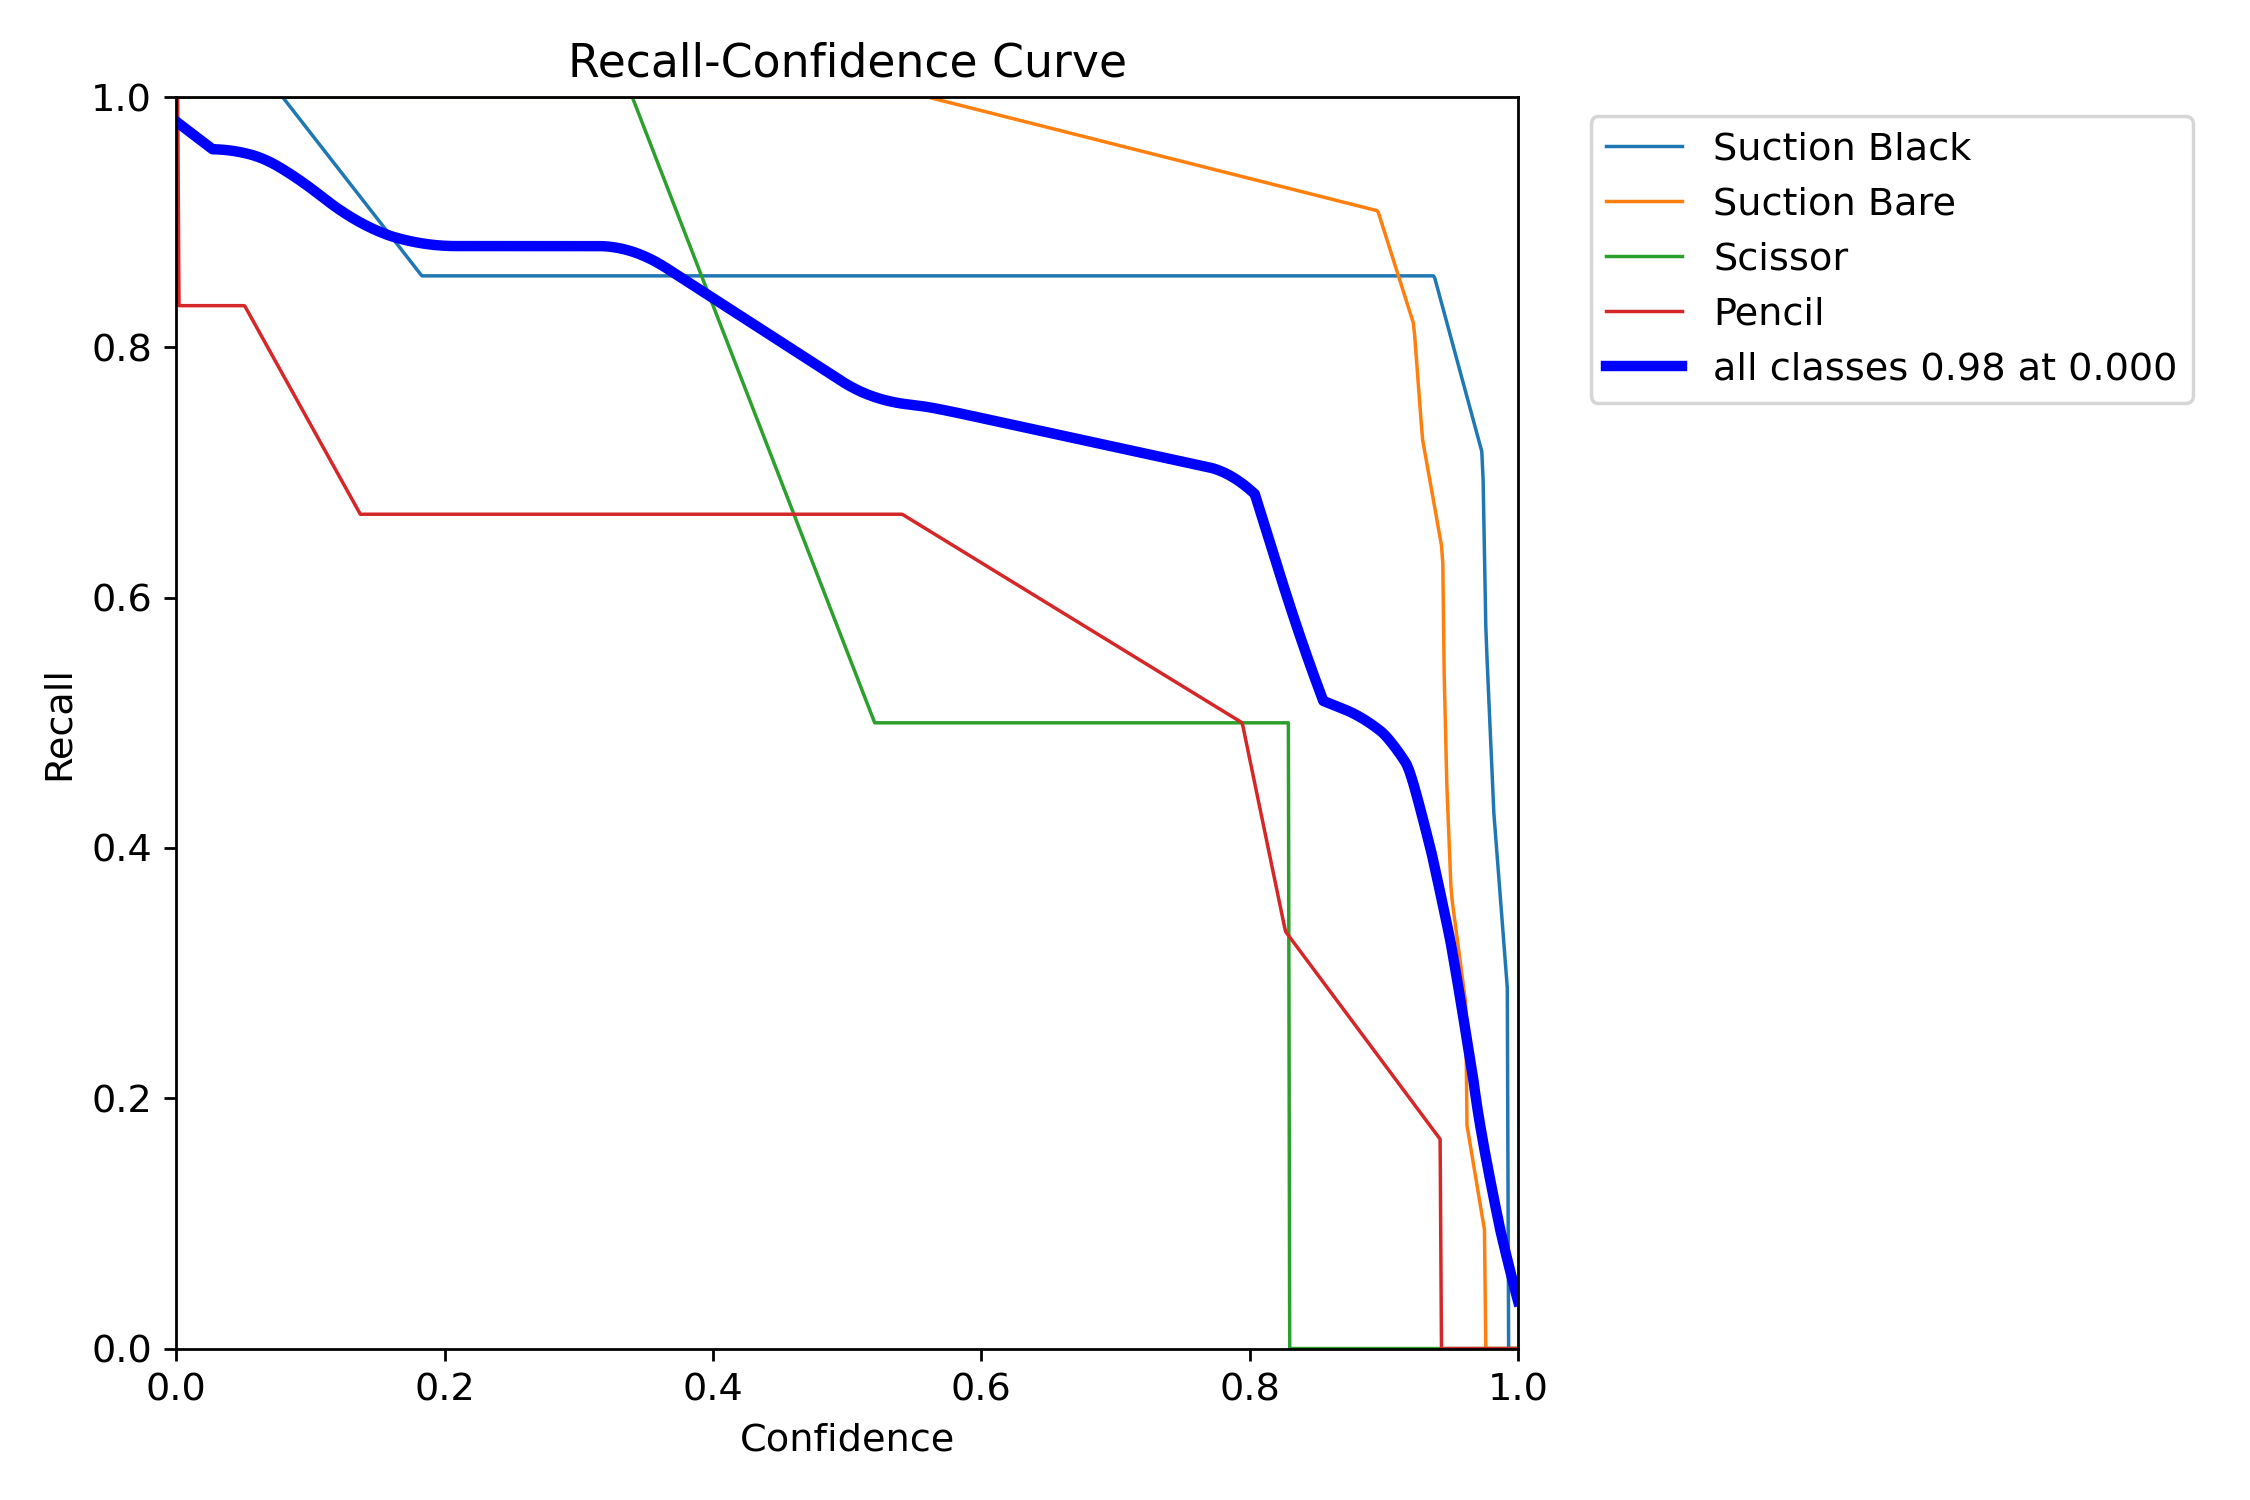 Recall-Confidence Curve
1.0
0.8
0.6
0.4
0.2
0.0
Recall
0.0 0.2 0.4 0.6 0.8 1.0
Confidence
Suction Black
Suction Bare
Scissor
Pencil
all classes 0.98 at 0.000